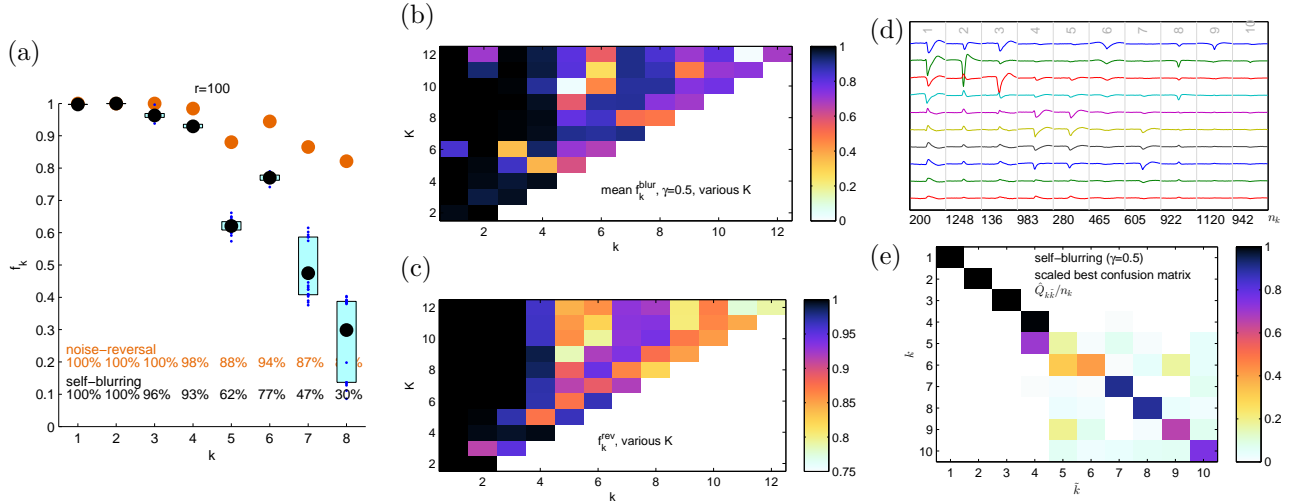 (a)
r=100
1
0.9
0.8
0.7
0.6
0.5
0.4
0.3
0.2
0.1
0
f_k
noise−reversal
100% 100% 100% 98% 88% 94% 87%
self−blurring
100% 100% 96% 93% 62% 77% 47% 30%
1 2 3 4 5 6 7 8
k
(b)
12
10
8
6
4
2
K
mean f_k^blur, γ=0.5, various K
2 4 6 8 10 12
k
1
0.8
0.6
0.4
0.2
0
(c)
12
10
8
6
4
2
K
f_k^rev, various K
2 4 6 8 10 12
k
1
0.95
0.9
0.85
0.8
0.75
(d)
1 2 3 4 5 6 7 8 9 10
200 1248 136 983 280 465 605 922 1120 942 n_k
(e)
1
2
3
4
5
6
7
8
9
10
k
self−blurring (γ=0.5)
scaled best confusion matrix
Q̂_{kk̃}/n_k
1 2 3 4 5 6 7 8 9 10
k̃
1
0.8
0.6
0.4
0.2
0